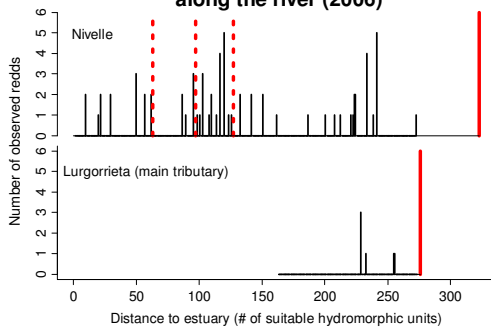 along the river (2006)
Number of observed redds
6
5
4
3
2
1
0
Nivelle
6
5
4
3
2
1
0
Lurgorrieta (main tributary)
0 50 100 150 200 250 300
Distance to estuary (# of suitable hydromorphic units)